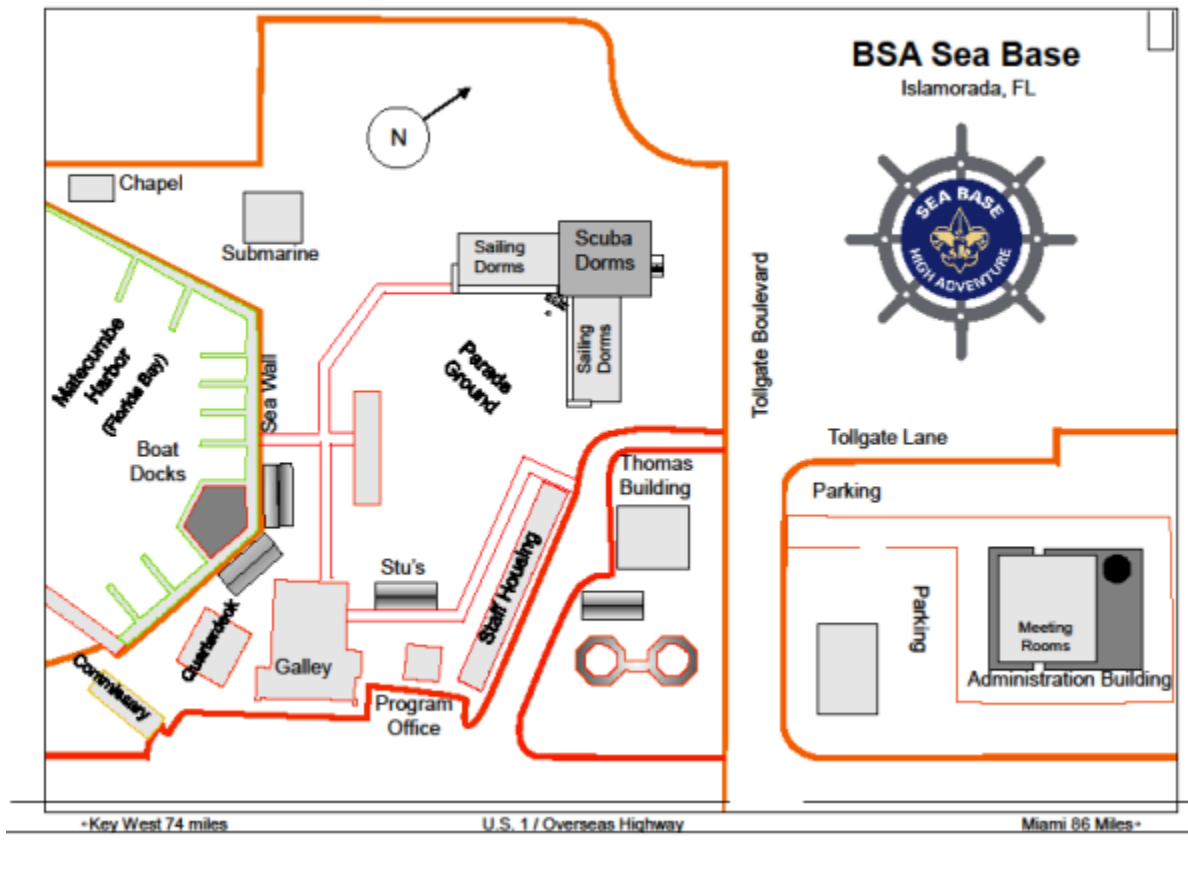 BSA Sea Base
Islamorada, FL
N
Chapel
Submarine
Sailing
Dorms
Scuba
Dorms
SEA BASE
HIGH ADVENTURE
Matecumbe
Harbor
(Florida Bay)
Sea Wall
Parade
Ground
Sailing
Dorms
Tollgate Boulevard
Boat
Docks
Thomas
Building
Tollgate Lane
Parking
Stu's
Staff Housing
Parking
Quarterdeck
Galley
Meeting
Rooms
Commissary
Program
Office
Administration Building
Key West 74 miles
U.S. 1 / Overseas Highway
Miami 86 Miles